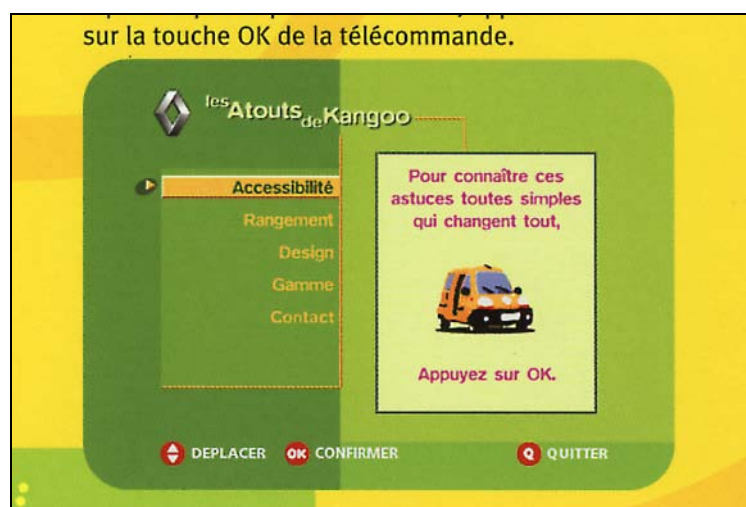 sur la touche OK de la télécommande.
les Atouts de Kangoo
Accessibilité
Rangement
Design
Gamme
Contact
Pour connaître ces
astuces toutes simples
qui changent tout,
Appuyez sur OK.
DEPLACER OK CONFIRMER Q QUITTER